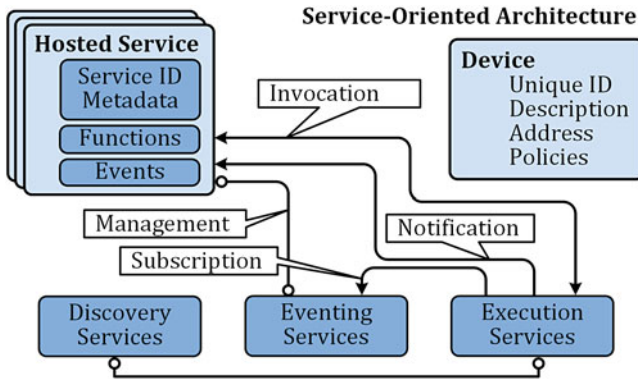 Service-Oriented Architecture
Hosted Service
Service ID
Metadata
Functions
Events
Device
Unique ID
Description
Address
Policies
Invocation
Management
Notification
Subscription
Discovery
Services
Eventing
Services
Execution
Services